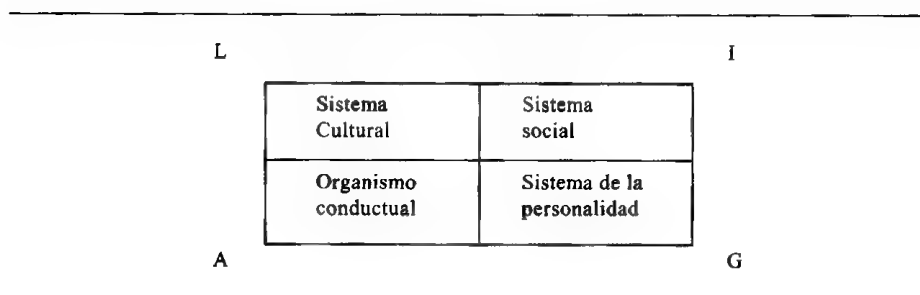 L I
Sistema Sistema
Cultural social
Organismo Sistema de la
conductual personalidad
A G